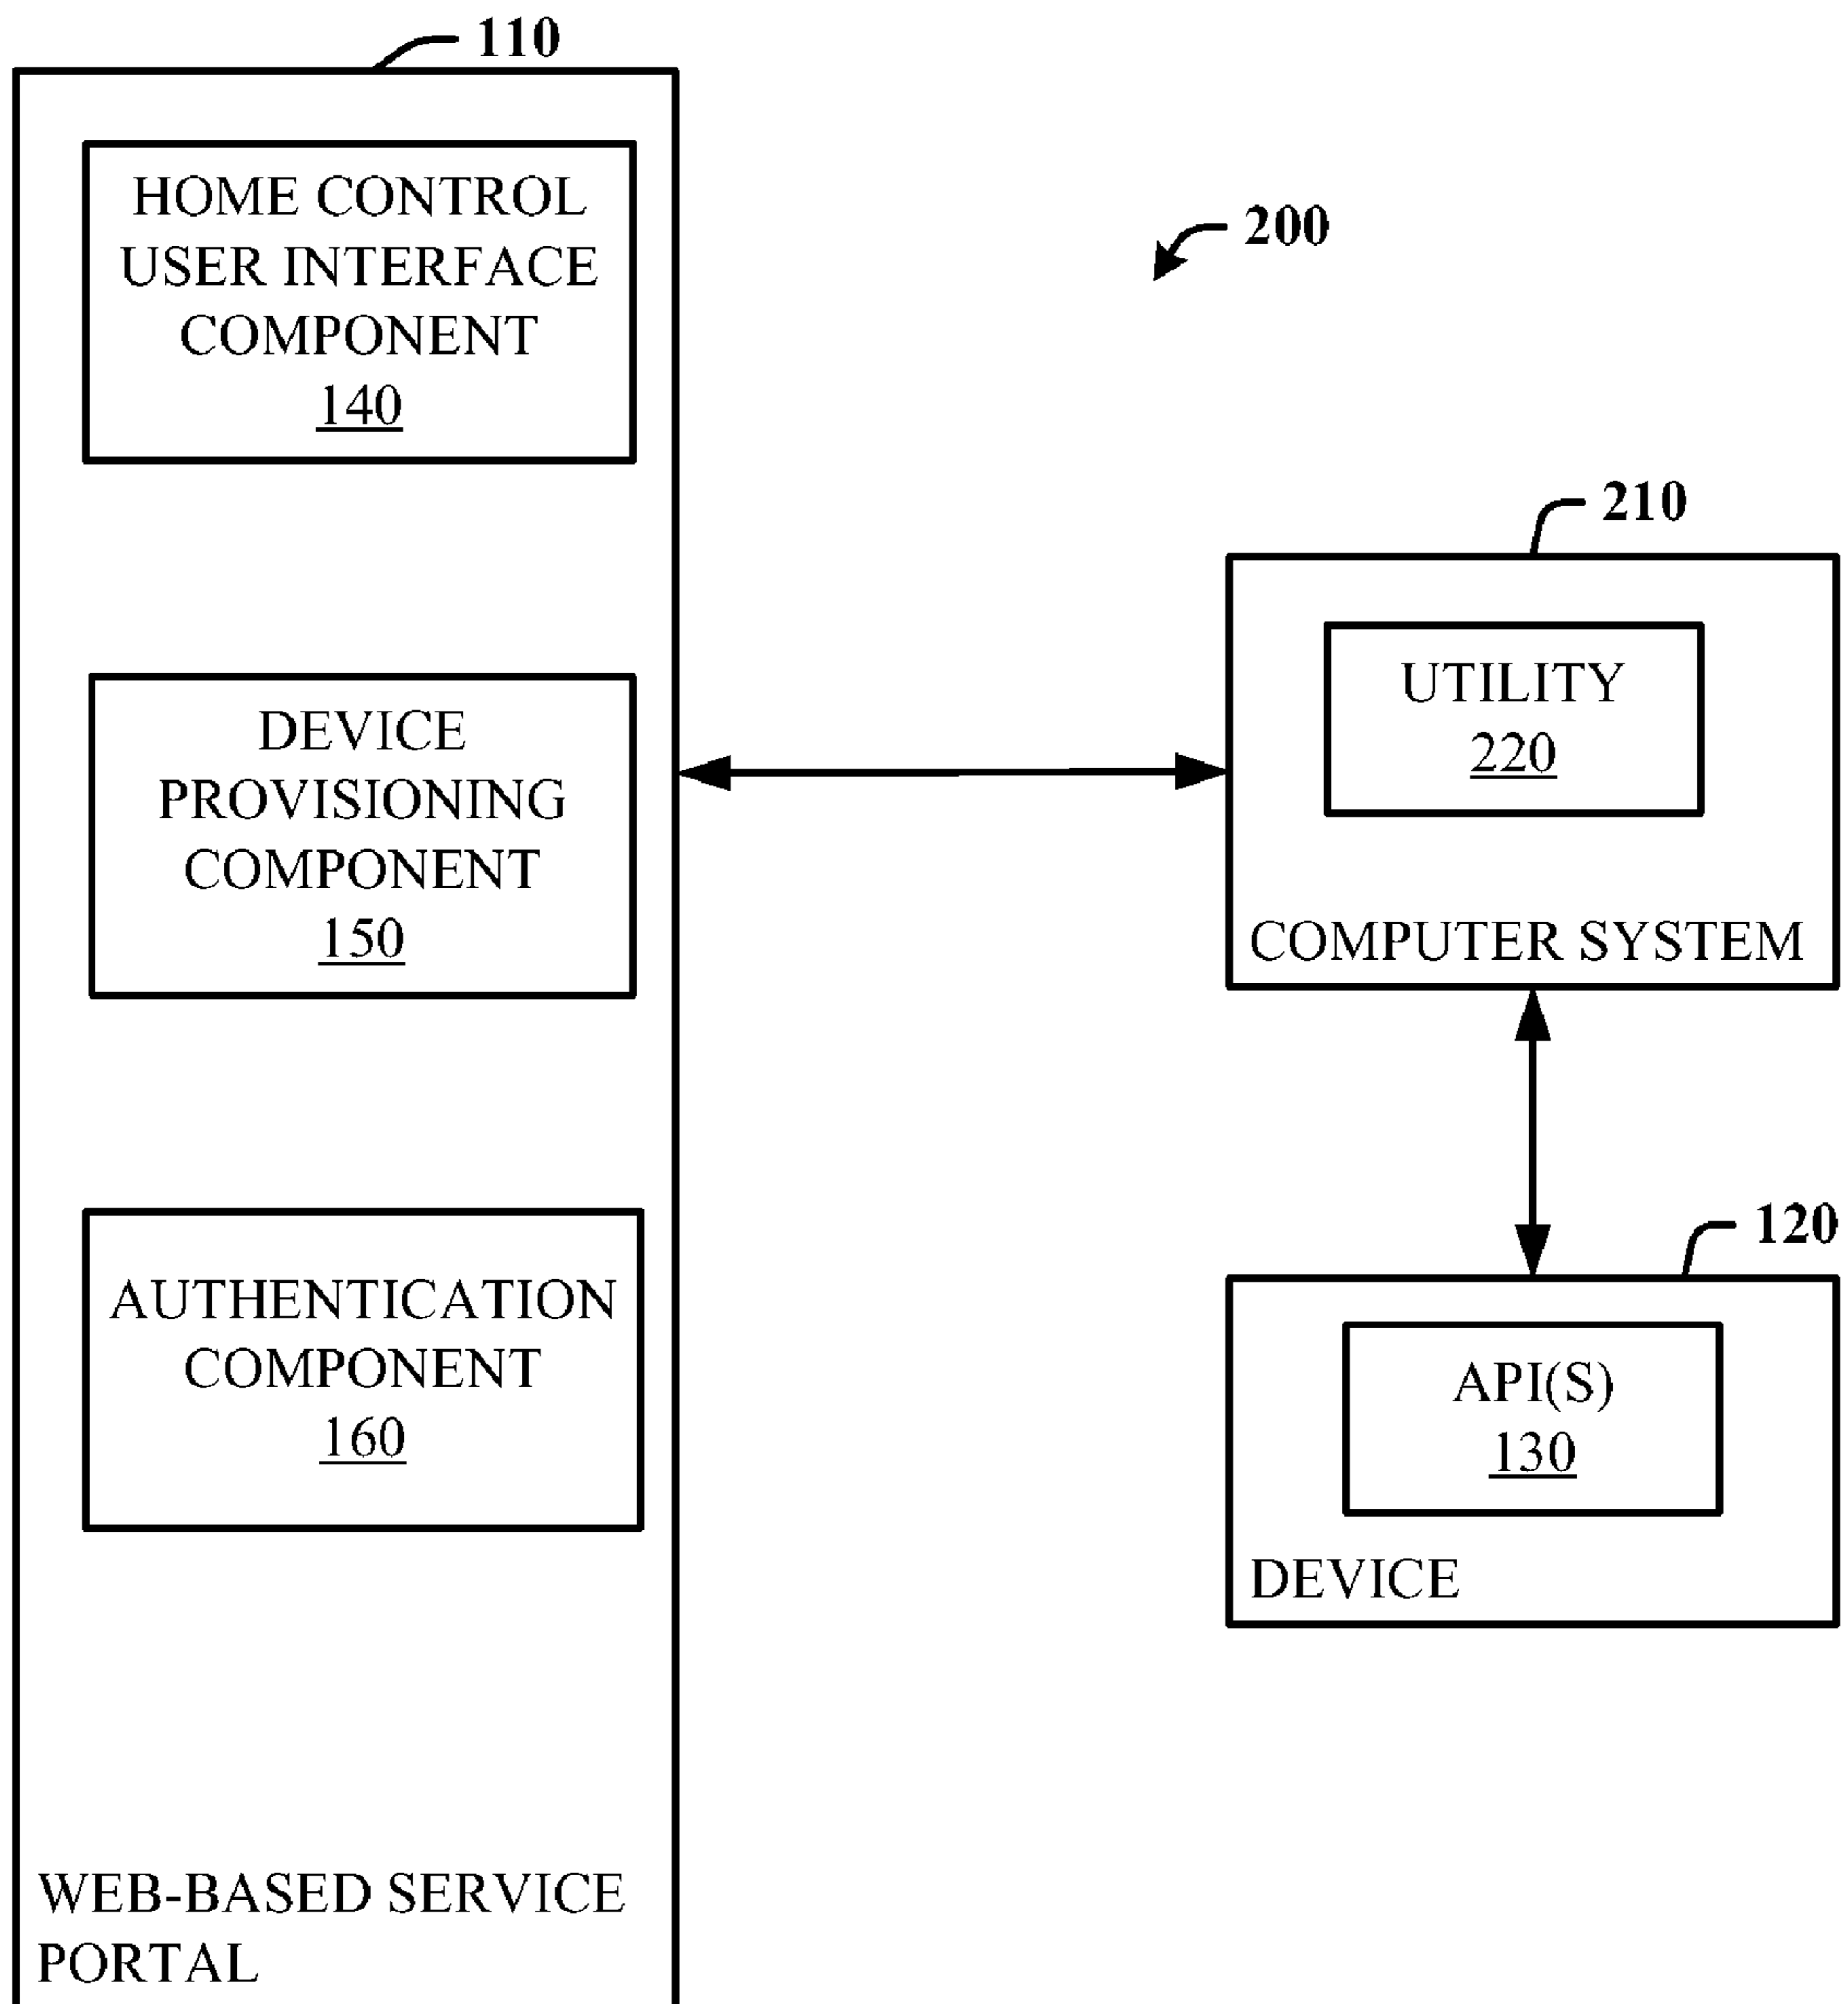 110
HOME CONTROL
USER INTERFACE
COMPONENT
140
200
210
DEVICE
PROVISIONING
COMPONENT
150
UTILITY
220
COMPUTER SYSTEM
120
AUTHENTICATION
COMPONENT
160
API(S)
130
DEVICE
WEB-BASED SERVICE
PORTAL